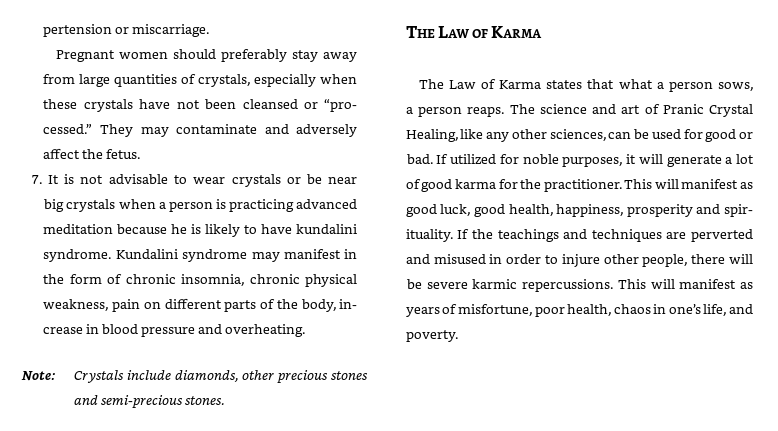 pertension or miscarriage.
Pregnant women should preferably stay away
from large quantities of crystals, especially when
these crystals have not been cleansed or “pro-
cessed.” They may contaminate and adversely
affect the fetus.
7. It is not advisable to wear crystals or be near
big crystals when a person is practicing advanced
meditation because he is likely to have kundalini
syndrome. Kundalini syndrome may manifest in
the form of chronic insomnia, chronic physical
weakness, pain on different parts of the body, in-
crease in blood pressure and overheating.
Note: Crystals include diamonds, other precious stones
and semi-precious stones.
The Law of Karma
The Law of Karma states that what a person sows,
a person reaps. The science and art of Pranic Crystal
Healing, like any other sciences, can be used for good or
bad. If utilized for noble purposes, it will generate a lot
of good karma for the practitioner. This will manifest as
good luck, good health, happiness, prosperity and spir-
ituality. If the teachings and techniques are perverted
and misused in order to injure other people, there will
be severe karmic repercussions. This will manifest as
years of misfortune, poor health, chaos in one’s life, and
poverty.